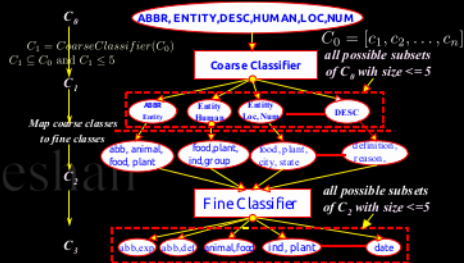 C₀
ABBR, ENTITY,DESC,HUMAN,LOC,NUM
C₀ = [c₁, c₂, . . . , cₙ]
C₁ = CoarseClassifier(C₀)
C₁ ⊆ C₀ and C₁ ≤ 5
Coarse Classifier
all possible subsets
of C₀ wih size <=5
C₁
ABBR
Entity
Entity
Human
Entity
Loc, Num
DESC
Map coarse classes
to fine classes
abb, animal,
food, plant
food,plant,
ind,group
food, plant,
city, state
definition,
reason,
eshan
C₂
Fine Classifier
all possible subsets
of C₂ with size <=5
C₃
abb,exp
abb,def
animal,food
ind, plant
date